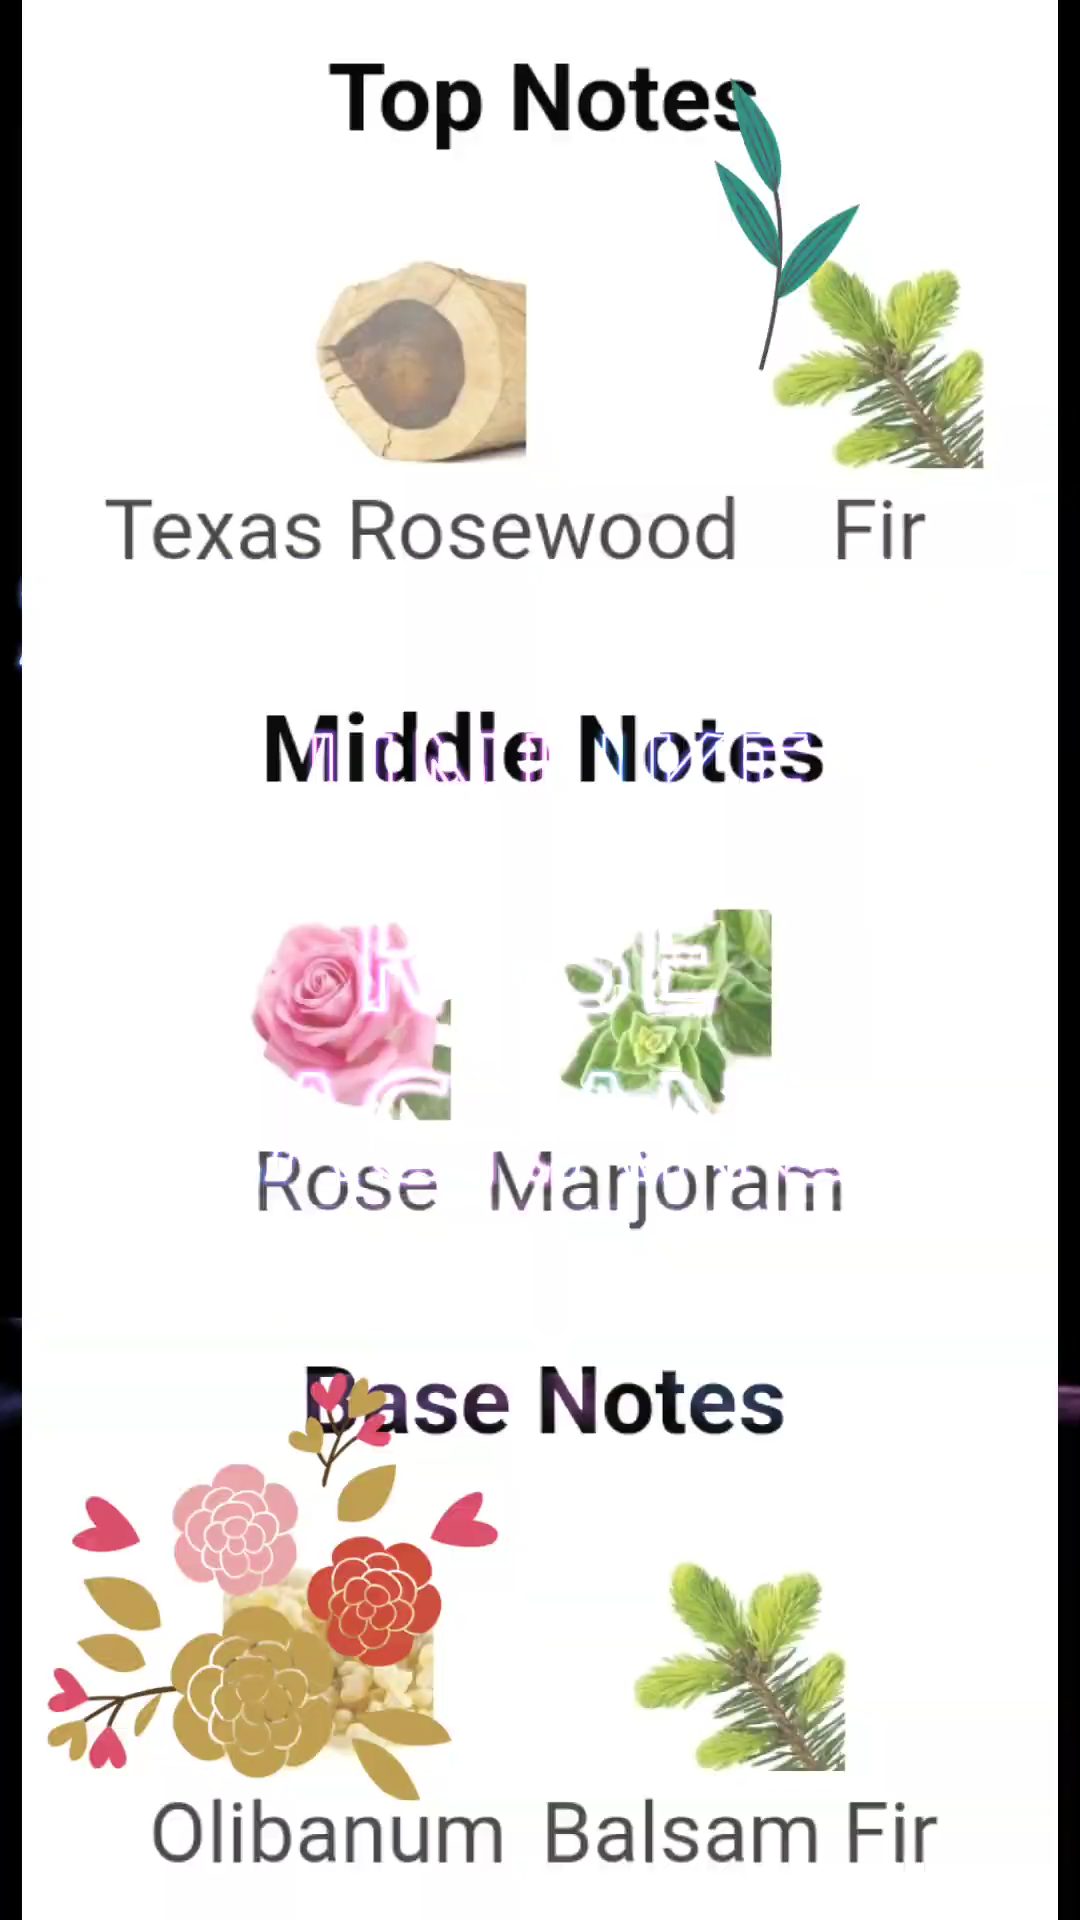 Top Notes
Texas Rosewood Fir
Middle Notes
Rose Marjoram
Base Notes
Olibanum Balsam Fir